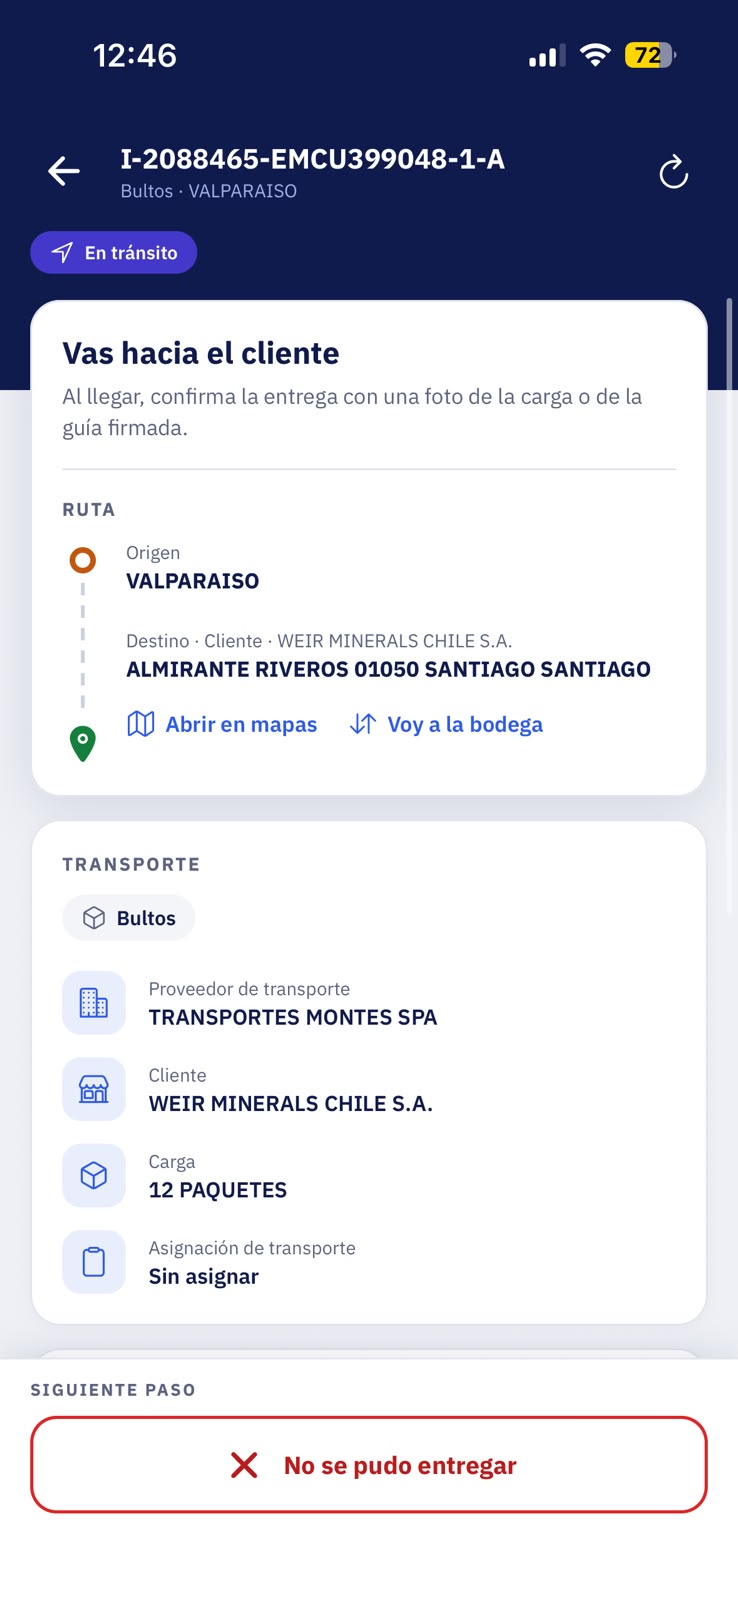 12:46
72
I-2088465-EMCU399048-1-A
Bultos · VALPARAISO
En tránsito
Vas hacia el cliente
Al llegar, confirma la entrega con una foto de la carga o de la
guía firmada.
RUTA
Origen
VALPARAISO
Destino · Cliente · WEIR MINERALS CHILE S.A.
ALMIRANTE RIVEROS 01050 SANTIAGO SANTIAGO
Abrir en mapas
Voy a la bodega
TRANSPORTE
Bultos
Proveedor de transporte
TRANSPORTES MONTES SPA
Cliente
WEIR MINERALS CHILE S.A.
Carga
12 PAQUETES
Asignación de transporte
Sin asignar
SIGUIENTE PASO
No se pudo entregar